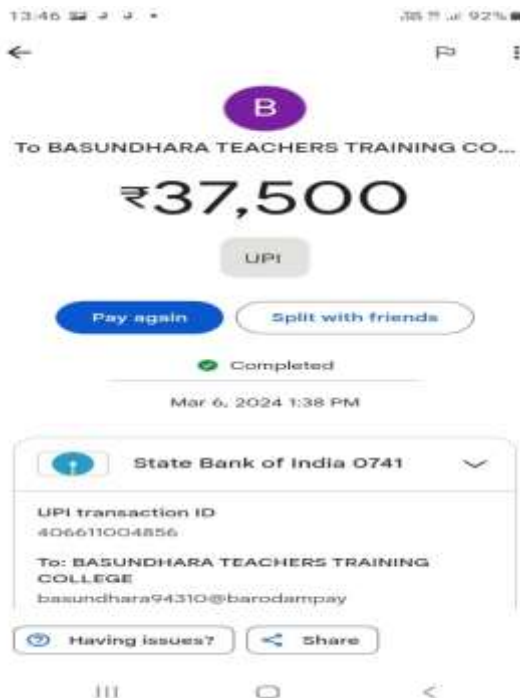 13:46
92%
B
To BASUNDHARA TEACHERS TRAINING CO...
₹37,500
UPI
Pay again
Split with friends
Completed
Mar 6, 2024 1:38 PM
State Bank of India 0741
UPI transaction ID
406611004856
To: BASUNDHARA TEACHERS TRAINING
COLLEGE
basundhara94310@barodampay
Having issues?
Share